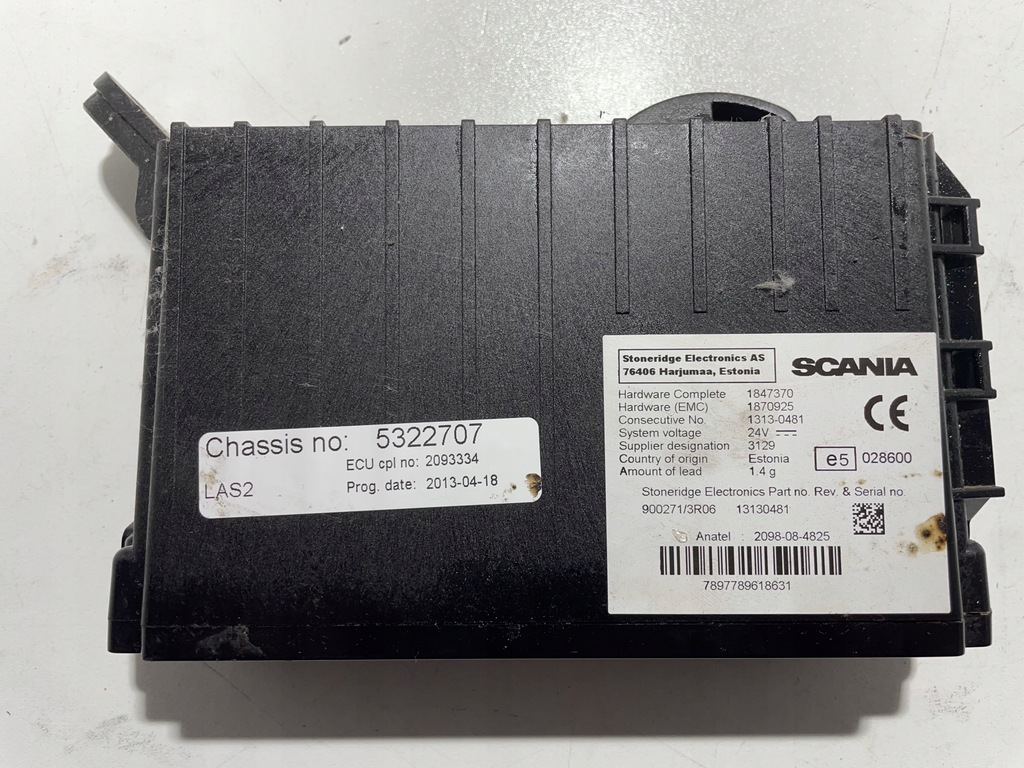 Stoneridge Electronics AS
76406 Harjumaa, Estonia
SCANIA
Hardware Complete 1847370
Hardware (EMC) 1870925
Consecutive No. 1313-0481
System voltage 24V
Supplier designation 3129
Country of origin Estonia
Amount of lead 1.4 g
CE
e5 028600
Stoneridge Electronics Part no. Rev. & Serial no.
900271/3R06 13130481
Anatel : 2098-08-4825
7897789618631
Chassis no: 5322707
ECU cpl no: 2093334
LAS2 Prog. date: 2013-04-18